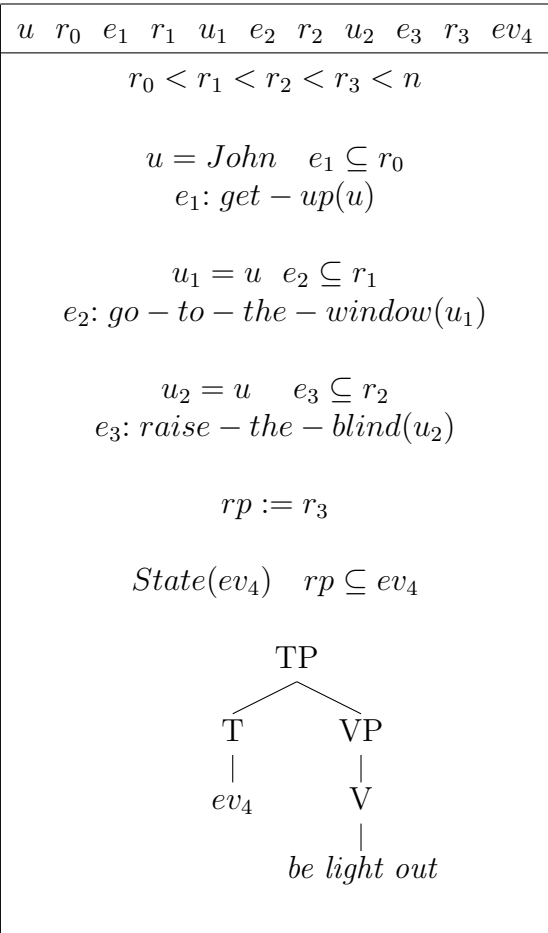 u r₀ e₁ r₁ u₁ e₂ r₂ u₂ e₃ r₃ ev₄
r₀ < r₁ < r₂ < r₃ < n
u = John e₁ ⊆ r₀
e₁: get − up(u)
u₁ = u e₂ ⊆ r₁
e₂: go − to − the − window(u₁)
u₂ = u e₃ ⊆ r₂
e₃: raise − the − blind(u₂)
rp := r₃
State(ev₄) rp ⊆ ev₄
TP
T VP
ev₄ V
be light out